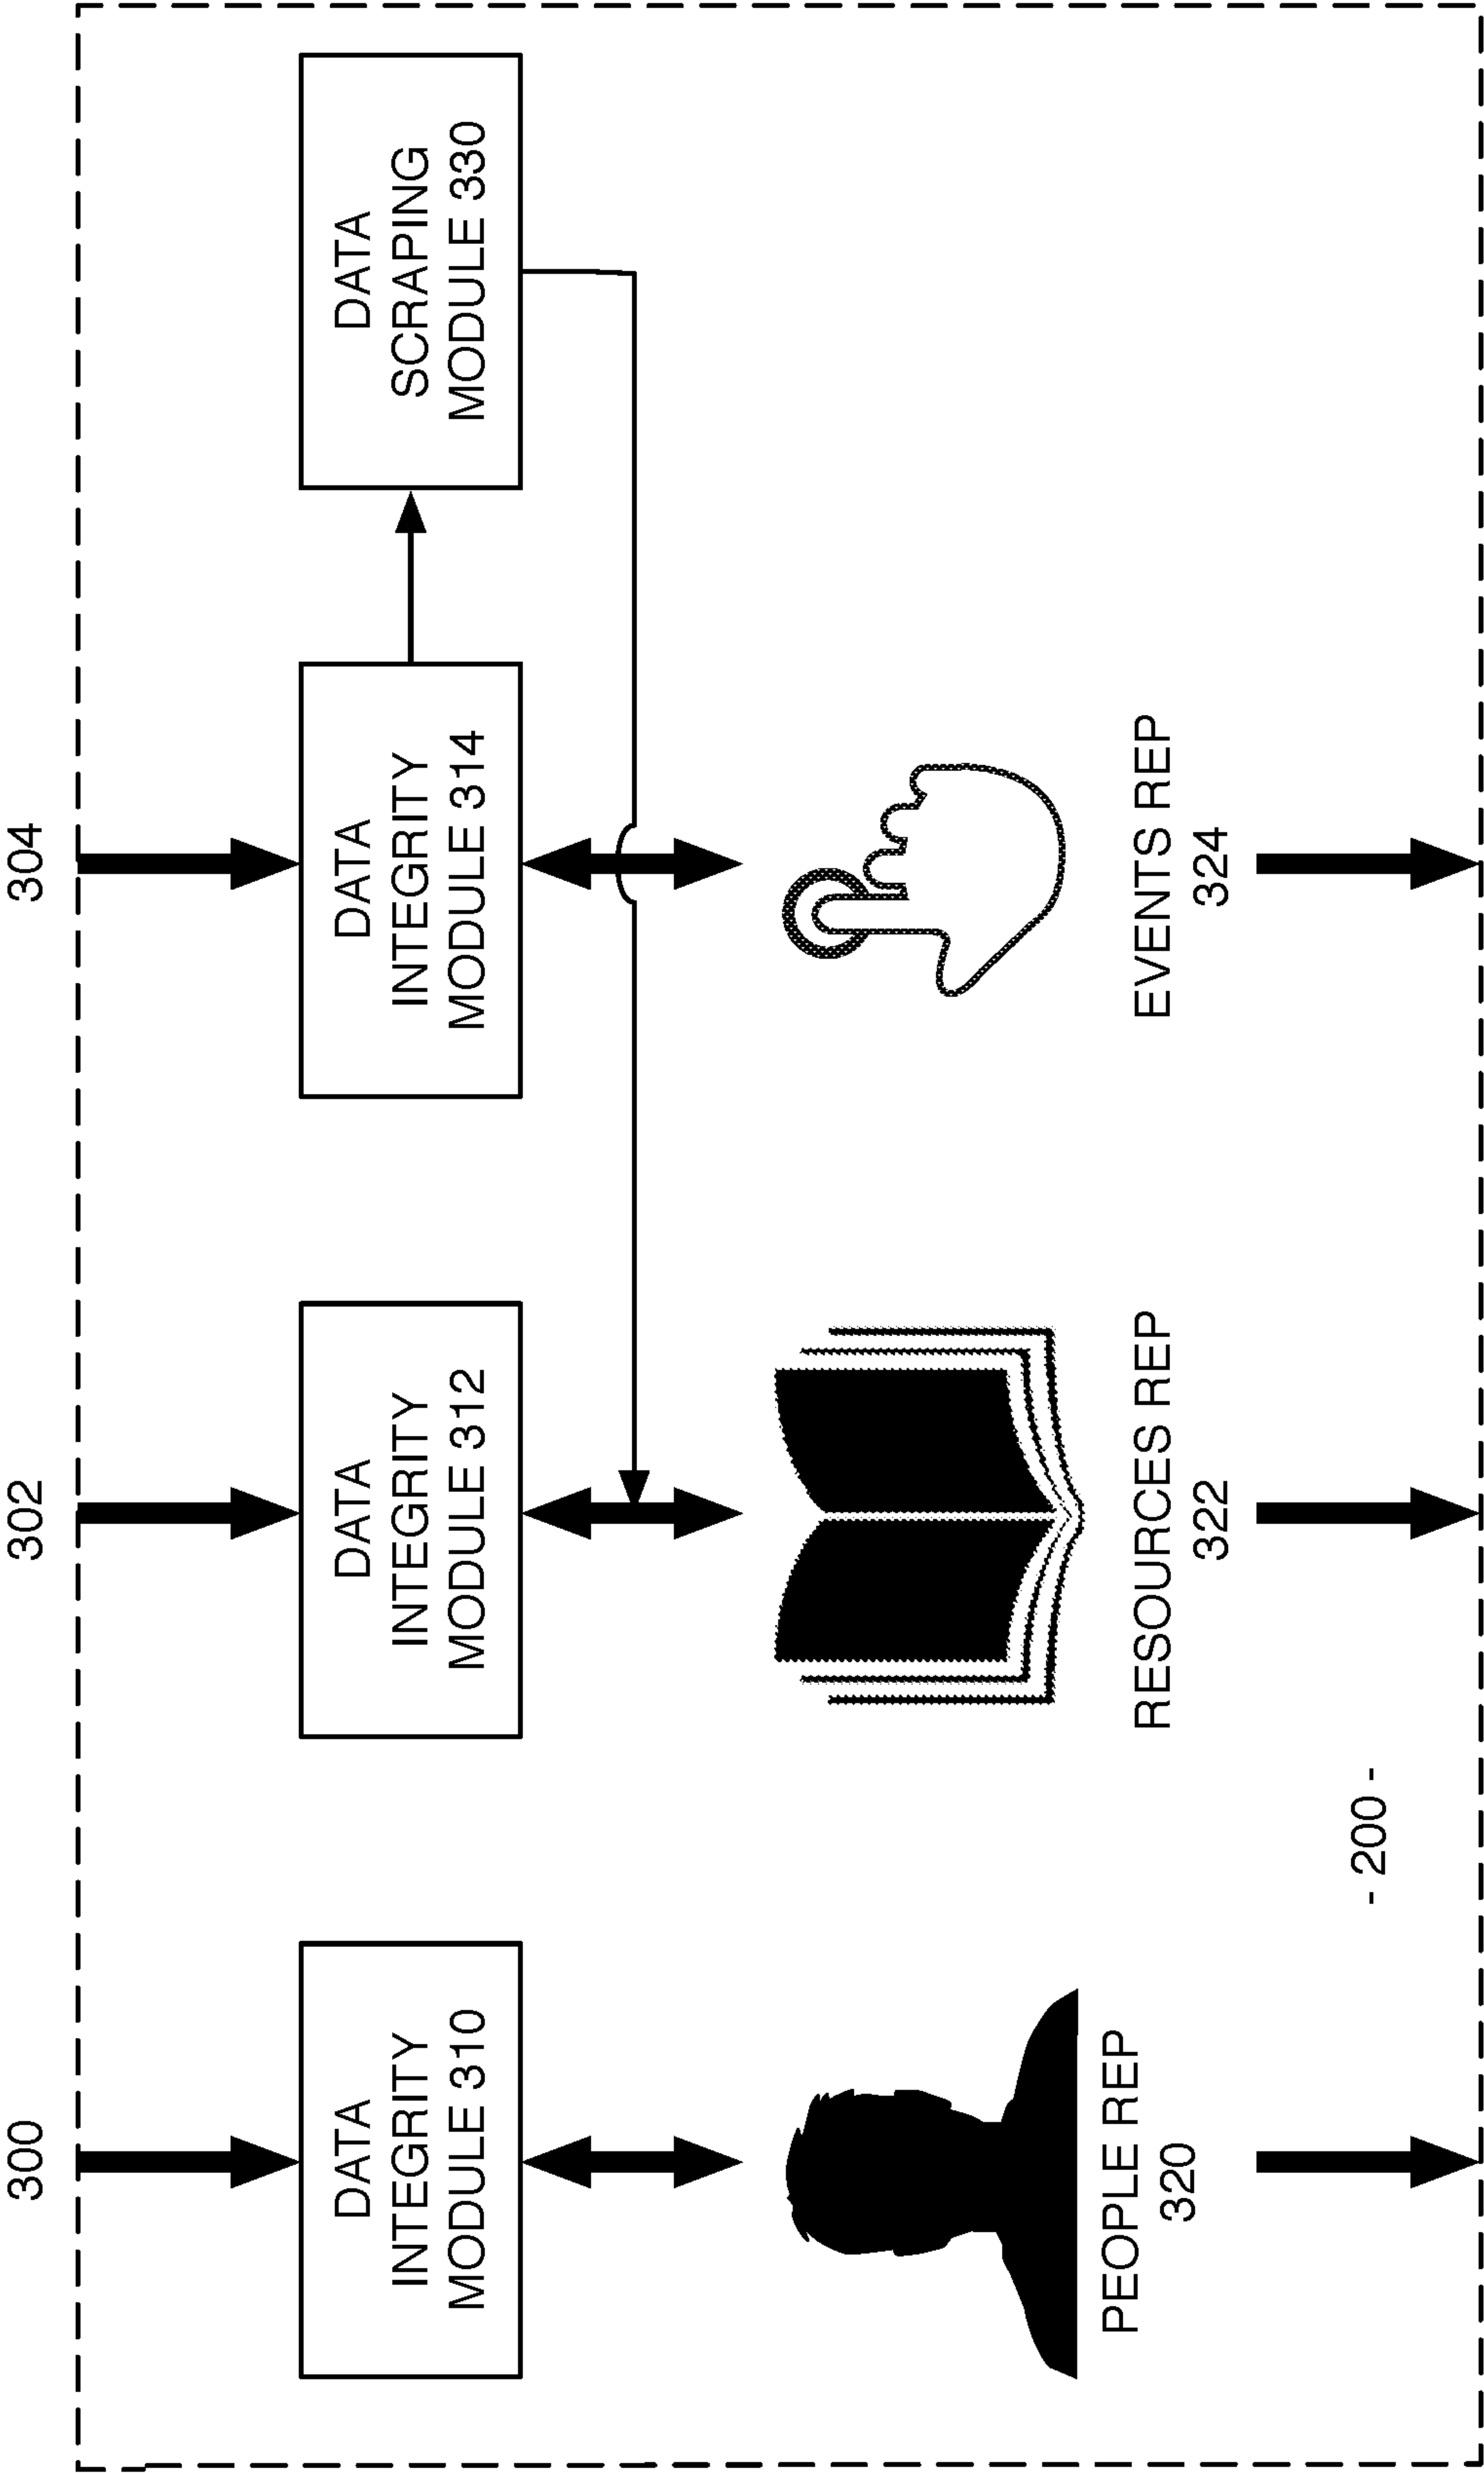 300
302
304
DATA
INTEGRITY
MODULE 310
DATA
INTEGRITY
MODULE 312
DATA
INTEGRITY
MODULE 314
DATA
SCRAPING
MODULE 330
PEOPLE REP
320
RESOURCES REP
322
EVENTS REP
324
- 200 -